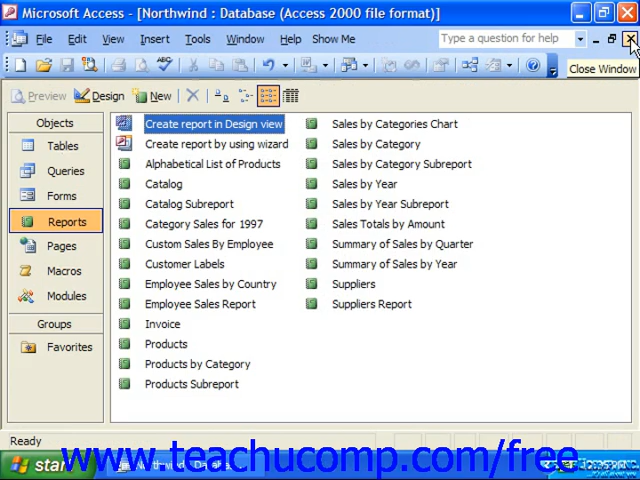 Microsoft Access - [Northwind : Database (Access 2000 file format)]
File Edit View Insert Tools Window Help Show Me
Type a question for help
Close Window
Preview Design New
Objects
Tables
Queries
Forms
Reports
Pages
Macros
Modules
Groups
Favorites
Create report in Design view
Create report by using wizard
Alphabetical List of Products
Catalog
Catalog Subreport
Category Sales for 1997
Custom Sales By Employee
Customer Labels
Employee Sales by Country
Employee Sales Report
Invoice
Products
Products by Category
Products Subreport
Sales by Categories Chart
Sales by Category
Sales by Category Subreport
Sales by Year
Sales by Year Subreport
Sales Totals by Amount
Summary of Sales by Quarter
Summary of Sales by Year
Suppliers
Suppliers Report
Ready
www.teachucomp.com/free
start
Northwind : Databas...